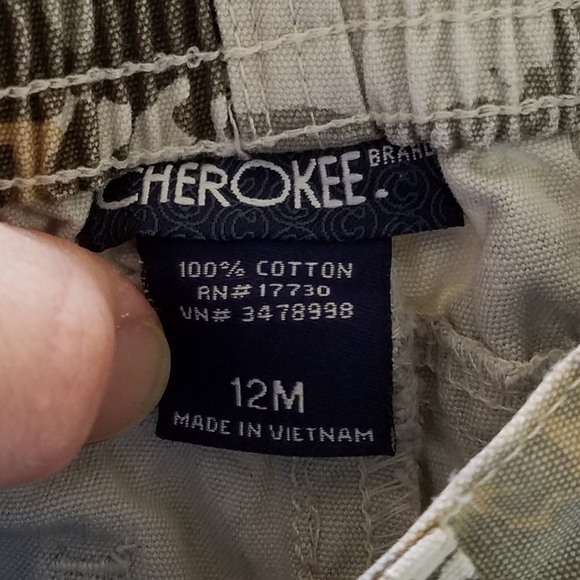 CHEROKEE. BRAND
100% COTTON
RN# 17730
VN# 3478998
12M
MADE IN VIETNAM